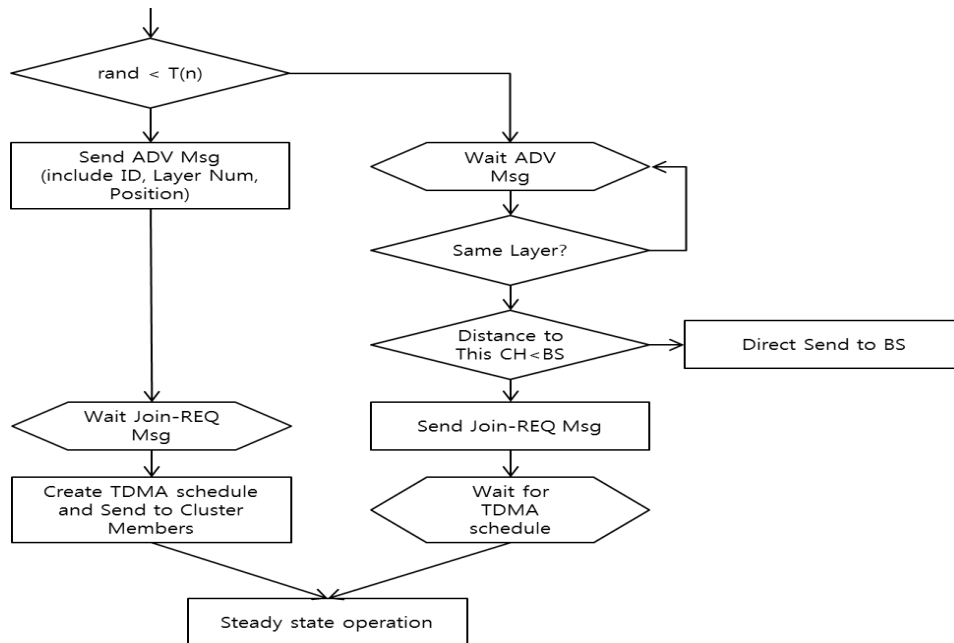 rand < T(n)
Send ADV Msg
(include ID, Layer Num,
Position)
Wait ADV
Msg
Same Layer?
Distance to
This CH<BS
Direct Send to BS
Wait Join-REQ
Msg
Send Join-REQ Msg
Create TDMA schedule
and Send to Cluster
Members
Wait for
TDMA
schedule
Steady state operation